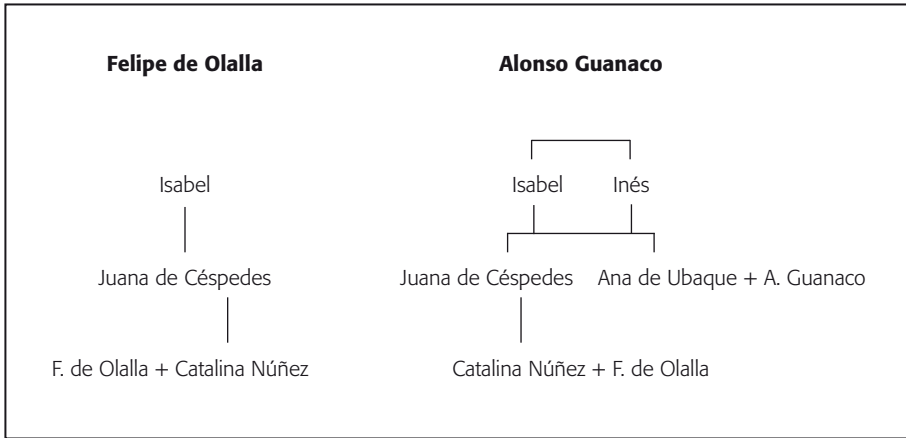 Felipe de Olalla
Alonso Guanaco
Isabel
Isabel Inés
Juana de Céspedes
Juana de Céspedes Ana de Ubaque + A. Guanaco
F. de Olalla + Catalina Núñez
Catalina Núñez + F. de Olalla